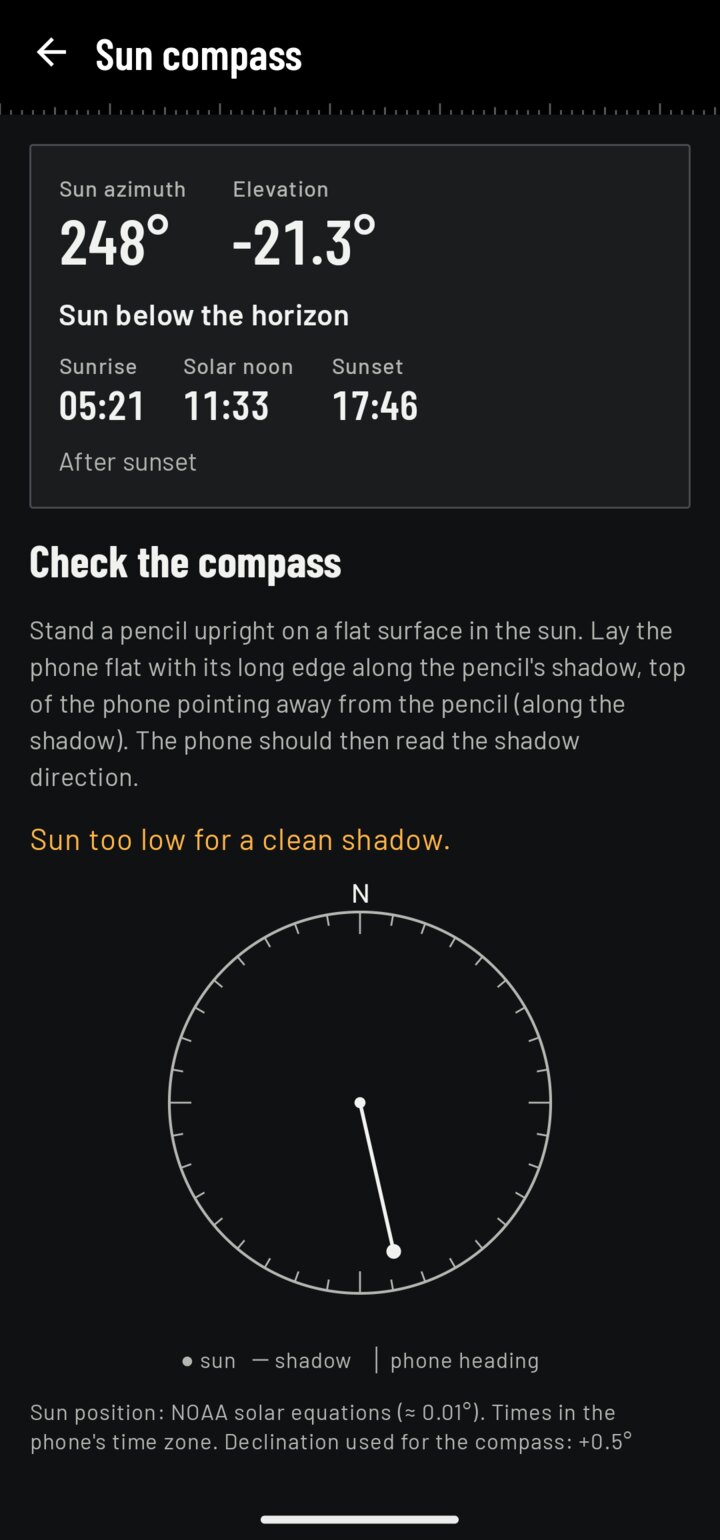 Sun compass
Sun azimuth Elevation
248° -21.3°
Sun below the horizon
Sunrise Solar noon Sunset
05:21 11:33 17:46
After sunset
Check the compass
Stand a pencil upright on a flat surface in the sun. Lay the
phone flat with its long edge along the pencil's shadow, top
of the phone pointing away from the pencil (along the
shadow). The phone should then read the shadow
direction.
Sun too low for a clean shadow.
N
sun shadow phone heading
Sun position: NOAA solar equations (≈ 0.01°). Times in the
phone's time zone. Declination used for the compass: +0.5°